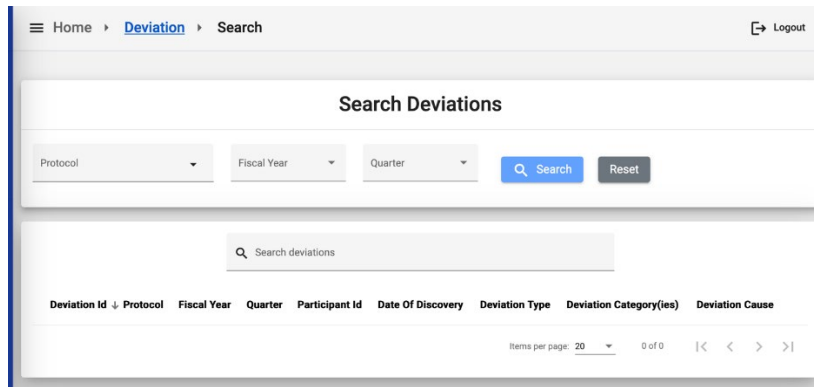 Home Deviation Search Logout
Search Deviations
Protocol Fiscal Year Quarter Search Reset
Search deviations
Deviation Id Protocol Fiscal Year Quarter Participant Id Date Of Discovery Deviation Type Deviation Category(ies) Deviation Cause
Items per page: 20 0 of 0